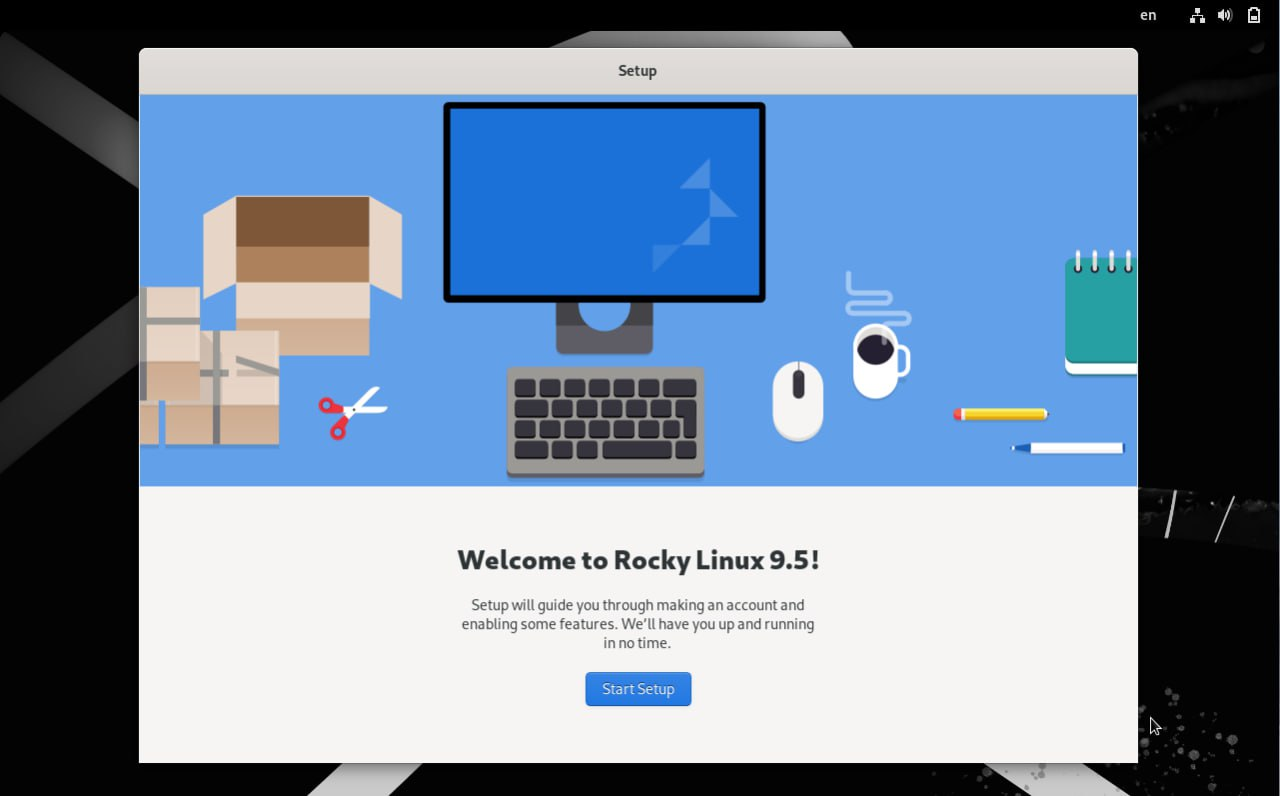 en
Setup
Welcome to Rocky Linux 9.5!
Setup will guide you through making an account and
enabling some features. We’ll have you up and running
in no time.
Start Setup